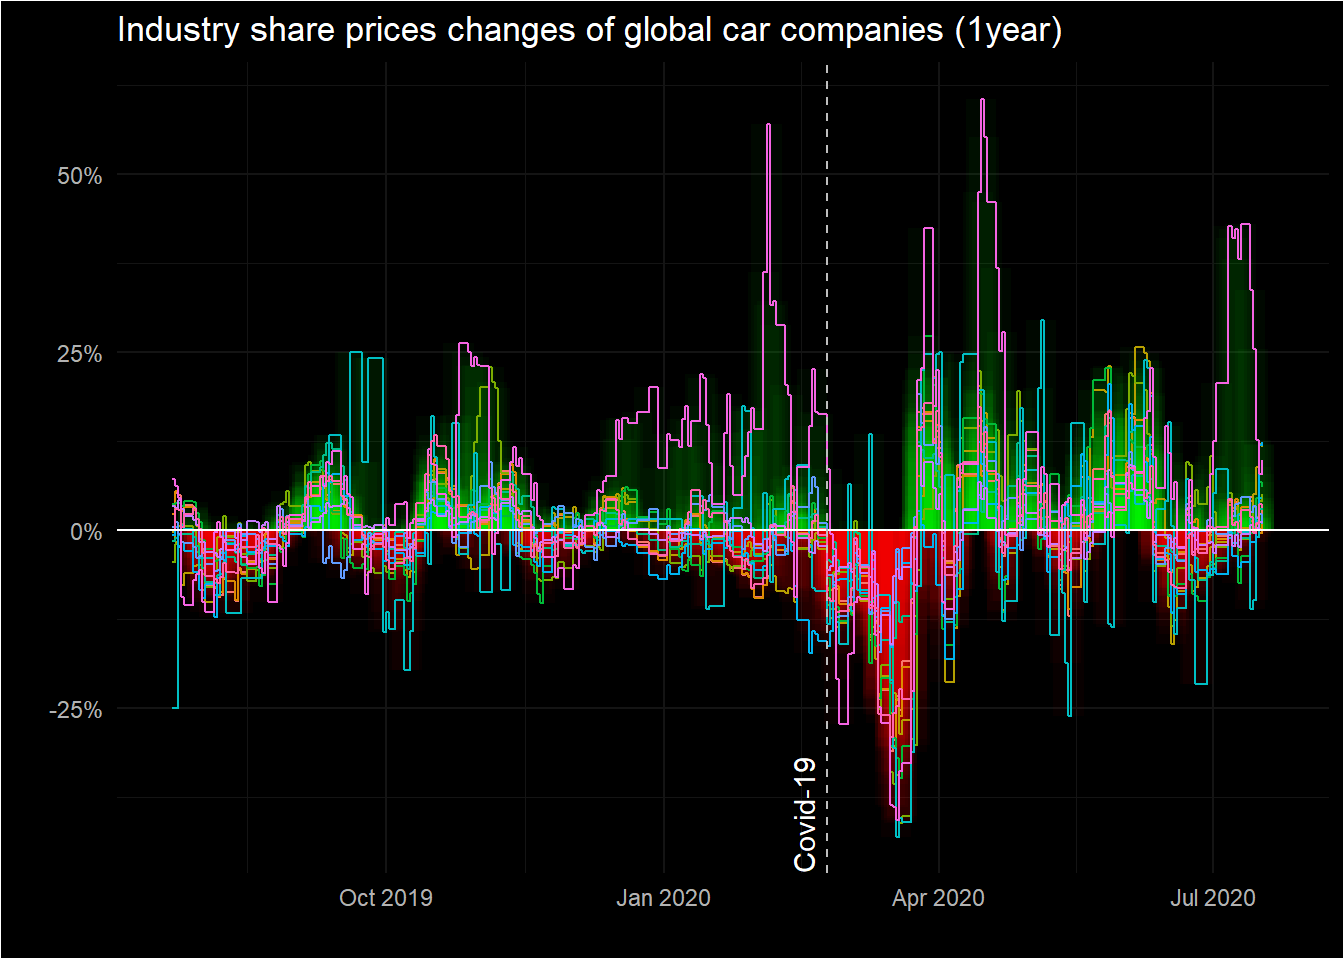 Industry share prices changes of global car companies (1year)
50%
25%
0%
-25%
Covid-19
Oct 2019
Jan 2020
Apr 2020
Jul 2020